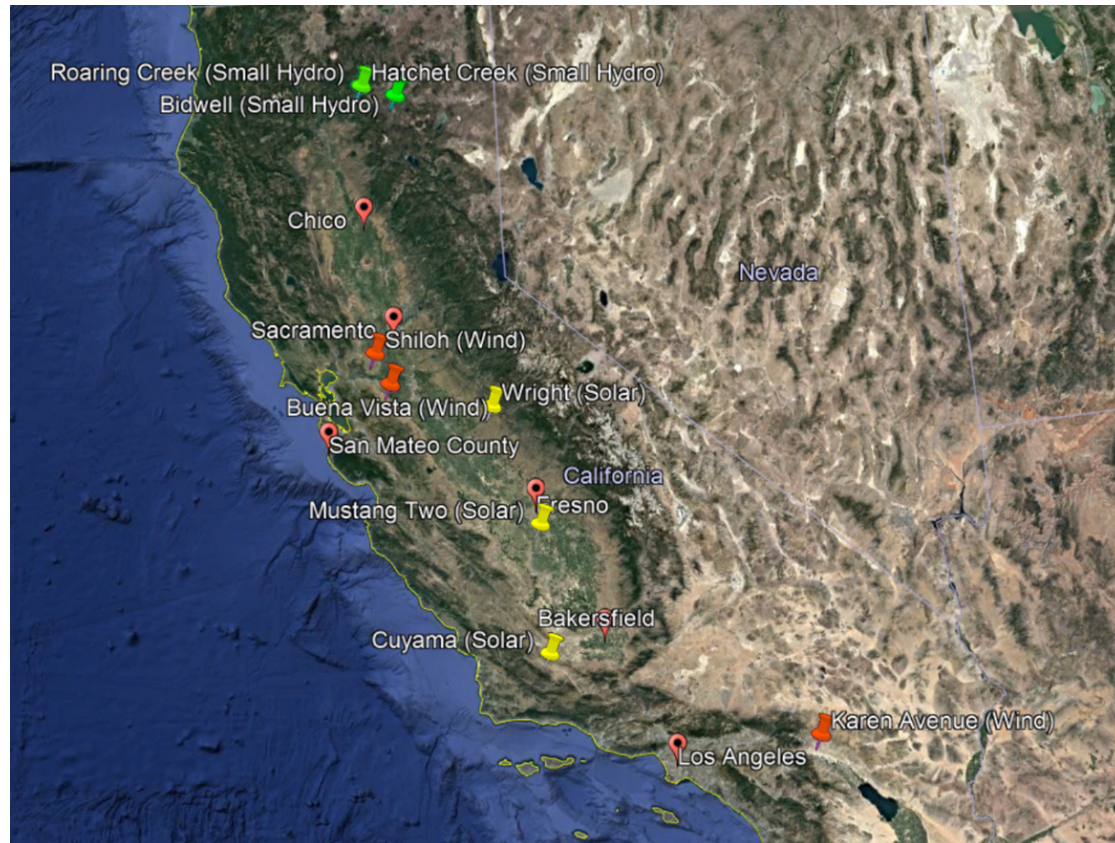 Roaring Creek (Small Hydro)
Hatchet Creek (Small Hydro)
Bidwell (Small Hydro)
Chico
Nevada
Sacramento
Shiloh (Wind)
Wright (Solar)
Buena Vista (Wind)
San Mateo County
California
Mustang Two (Solar)
Fresno
Bakersfield
Cuyama (Solar)
Karen Avenue (Wind)
Los Angeles